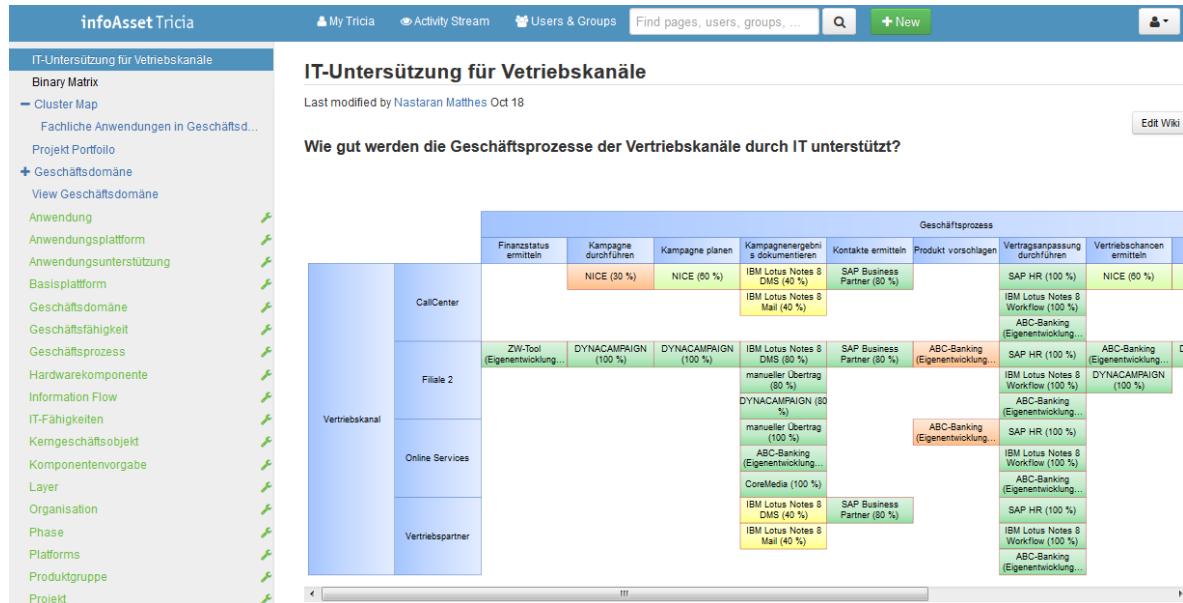 infoAsset Tricia
My Tricia
Activity Stream
Users & Groups
Find pages, users, groups, ...
New
IT-Untersützung für Vetriebskanäle
Binary Matrix
Cluster Map
Fachliche Anwendungen in Geschäftsd...
Projekt Portfoilo
Geschäftsdomäne
View Geschäftsdomäne
Anwendung
Anwendungsplattform
Anwendungsunterstützung
Basisplattform
Geschäftsdomäne
Geschäftsfähigkeit
Geschäftsprozess
Hardwarekomponente
Information Flow
IT-Fähigkeiten
Kerngeschäftsobjekt
Komponentenvorgabe
Layer
Organisation
Phase
Platforms
Produktgruppe
Projekt
IT-Untersützung für Vetriebskanäle
Last modified by Nastaran Matthes Oct 18
Edit Wiki
Wie gut werden die Geschäftsprozesse der Vertriebskanäle durch IT unterstützt?
Geschäftsprozess
Finanzstatus
ermitteln
Kampagne
durchführen
Kampagne planen
Kampagnenergebni
s dokumentieren
Kontakte ermitteln
Produkt vorschlagen
Vertragsanpassung
durchführen
Vertriebschancen
ermitteln
Vertriebskanal
CallCenter
NICE (30 %)
NICE (60 %)
IBM Lotus Notes 8
DMS (40 %)
SAP Business
Partner (80 %)
SAP HR (100 %)
NICE (60 %)
IBM Lotus Notes 8
Mail (40 %)
IBM Lotus Notes 8
Workflow (100 %)
ABC-Banking
(Eigenentwicklung...
Filiale 2
ZW-Tool
(Eigenentwicklung...
DYNACAMPAIGN
(100 %)
DYNACAMPAIGN
(100 %)
IBM Lotus Notes 8
DMS (80 %)
SAP Business
Partner (80 %)
ABC-Banking
(Eigenentwicklung...
SAP HR (100 %)
ABC-Banking
(Eigenentwicklung...
D
manueller Übertrag
(80 %)
IBM Lotus Notes 8
Workflow (100 %)
DYNACAMPAIGN
(100 %)
DYNACAMPAIGN (80
%)
ABC-Banking
(Eigenentwicklung...
Online Services
manueller Übertrag
(100 %)
ABC-Banking
(Eigenentwicklung...
SAP HR (100 %)
ABC-Banking
(Eigenentwicklung...
IBM Lotus Notes 8
Workflow (100 %)
CoreMedia (100 %)
ABC-Banking
(Eigenentwicklung...
Vertriebspartner
IBM Lotus Notes 8
DMS (40 %)
SAP Business
Partner (80 %)
SAP HR (100 %)
IBM Lotus Notes 8
Mail (40 %)
IBM Lotus Notes 8
Workflow (100 %)
ABC-Banking
(Eigenentwicklung...